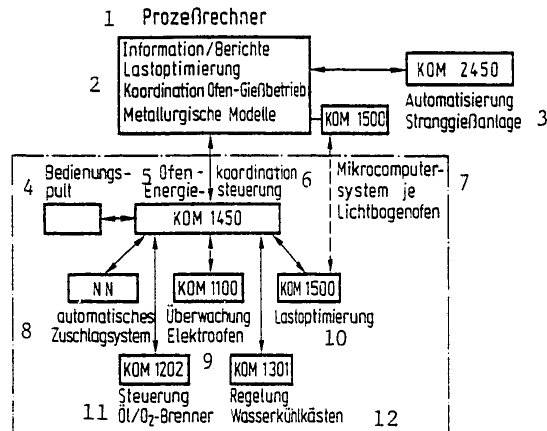 1 Prozeßrechner
Information/Berichte
2 Lastoptimierung
Koordination Ofen-Gießbetrieb
Metallurgische Modelle
KOM 2450
Automatisierung
Stranggießanlage 3
KOM 1500
4 Bedienungs-
pult
5 Ofen- koordination
Energie- steuerung 6
Mikrocomputer- 7
system je
Lichtbogenofen
KOM 1450
NN
automatisches
8 Zuschlagsystem
KOM 1100
Überwachung
Elektroofen
9
KOM 1500
Lastoptimierung
10
KOM 1202
Steuerung
11 Öl/O₂-Brenner
KOM 1301
Regelung
Wasserkühlkästen 12